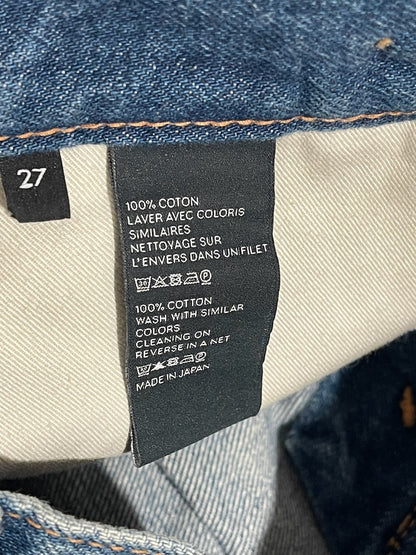 27
100% COTON
LAVER AVEC COLORIS
SIMILAIRES
NETTOYAGE SUR
L'ENVERS DANS UN FILET
100% COTTON
WASH WITH SIMILAR
COLORS
CLEANING ON
REVERSE IN A NET
MADE IN JAPAN